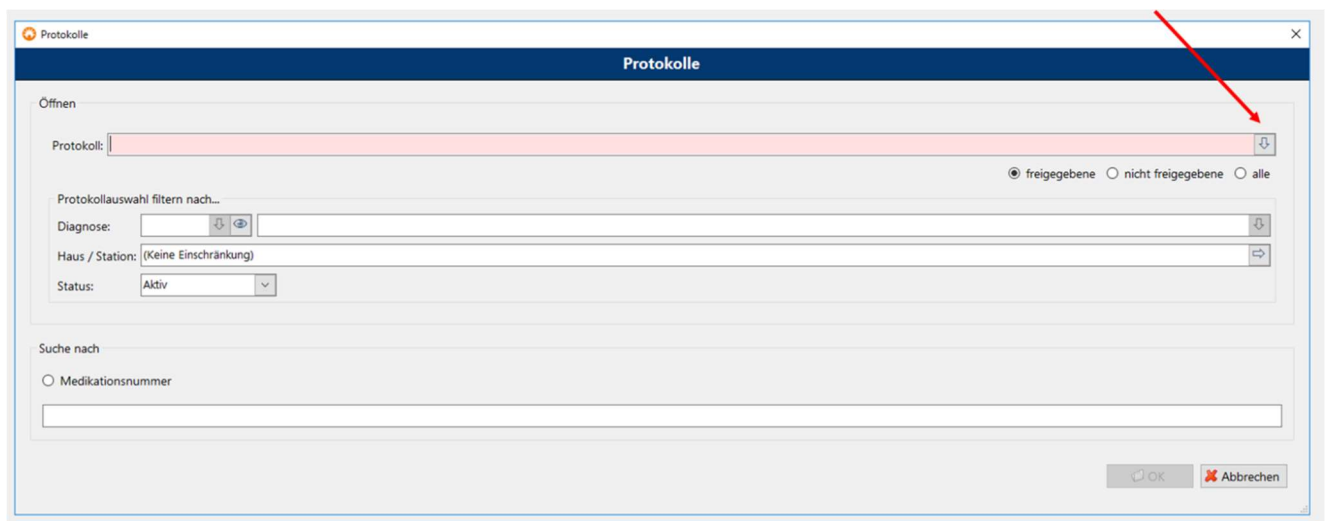 Protokolle
Protokolle
Öffnen
Protokoll:
freigegebene nicht freigegebene alle
Protokollauswahl filtern nach...
Diagnose:
Haus / Station: (Keine Einschränkung)
Status: Aktiv
Suche nach
Medikationsnummer
OK Abbrechen